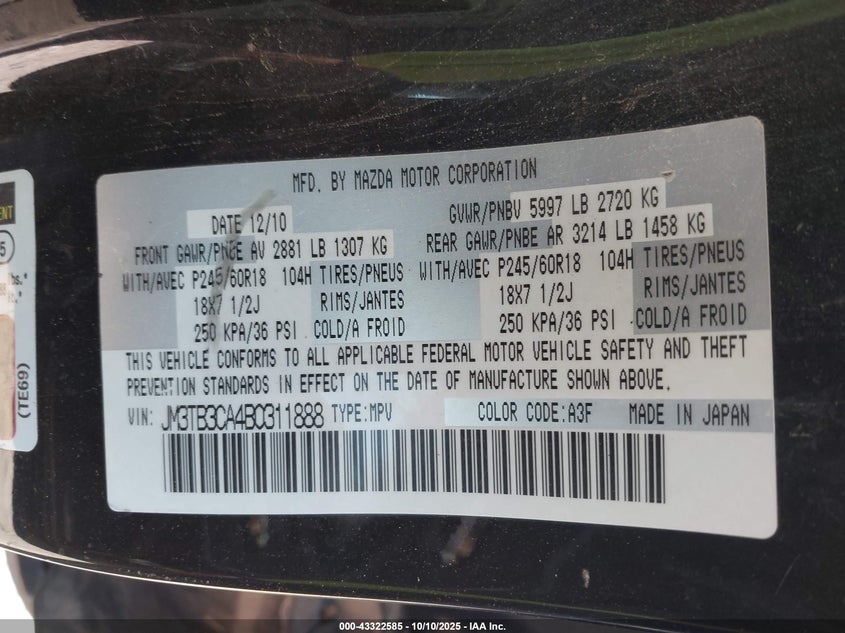 MFD. BY MAZDA MOTOR CORPORATION
DATE 12/10
GVWR/PNBV 5997 LB 2720 KG
FRONT GAWR/PNBE AV 2881 LB 1307 KG
REAR GAWR/PNBE AR 3214 LB 1458 KG
WITH/AVEC P245/60R18 104H TIRES/PNEUS
WITH/AVEC P245/60R18 104H TIRES/PNEUS
18X7 1/2J RIMS/JANTES
18X7 1/2J RIMS/JANTES
250 KPA/36 PSI COLD/A FROID
250 KPA/36 PSI COLD/A FROID
THIS VEHICLE CONFORMS TO ALL APPLICABLE FEDERAL MOTOR VEHICLE SAFETY AND THEFT
PREVENTION STANDARDS IN EFFECT ON THE DATE OF MANUFACTURE SHOWN ABOVE.
VIN: JM3TB3CA4B0311888 TYPE:MPV COLOR CODE:A3F MADE IN JAPAN
(TE69)
000-43322585 - 10/10/2025 - IAA Inc.